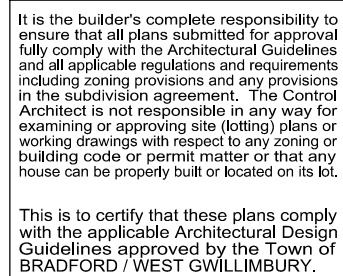 It is the builder's complete responsibility to
ensure that all plans submitted for approval
fully comply with the Architectural Guidelines
and all applicable regulations and requirements
including zoning provisions and any provisions
in the subdivision agreement. The Control
Architect is not responsible in any way for
examining or approving site (lotting) plans or
working drawings with respect to any zoning or
building code or permit matter or that any
house can be properly built or located on its lot.
This is to certify that these plans comply
with the applicable Architectural Design
Guidelines approved by the Town of
BRADFORD / WEST GWILLIMBURY.